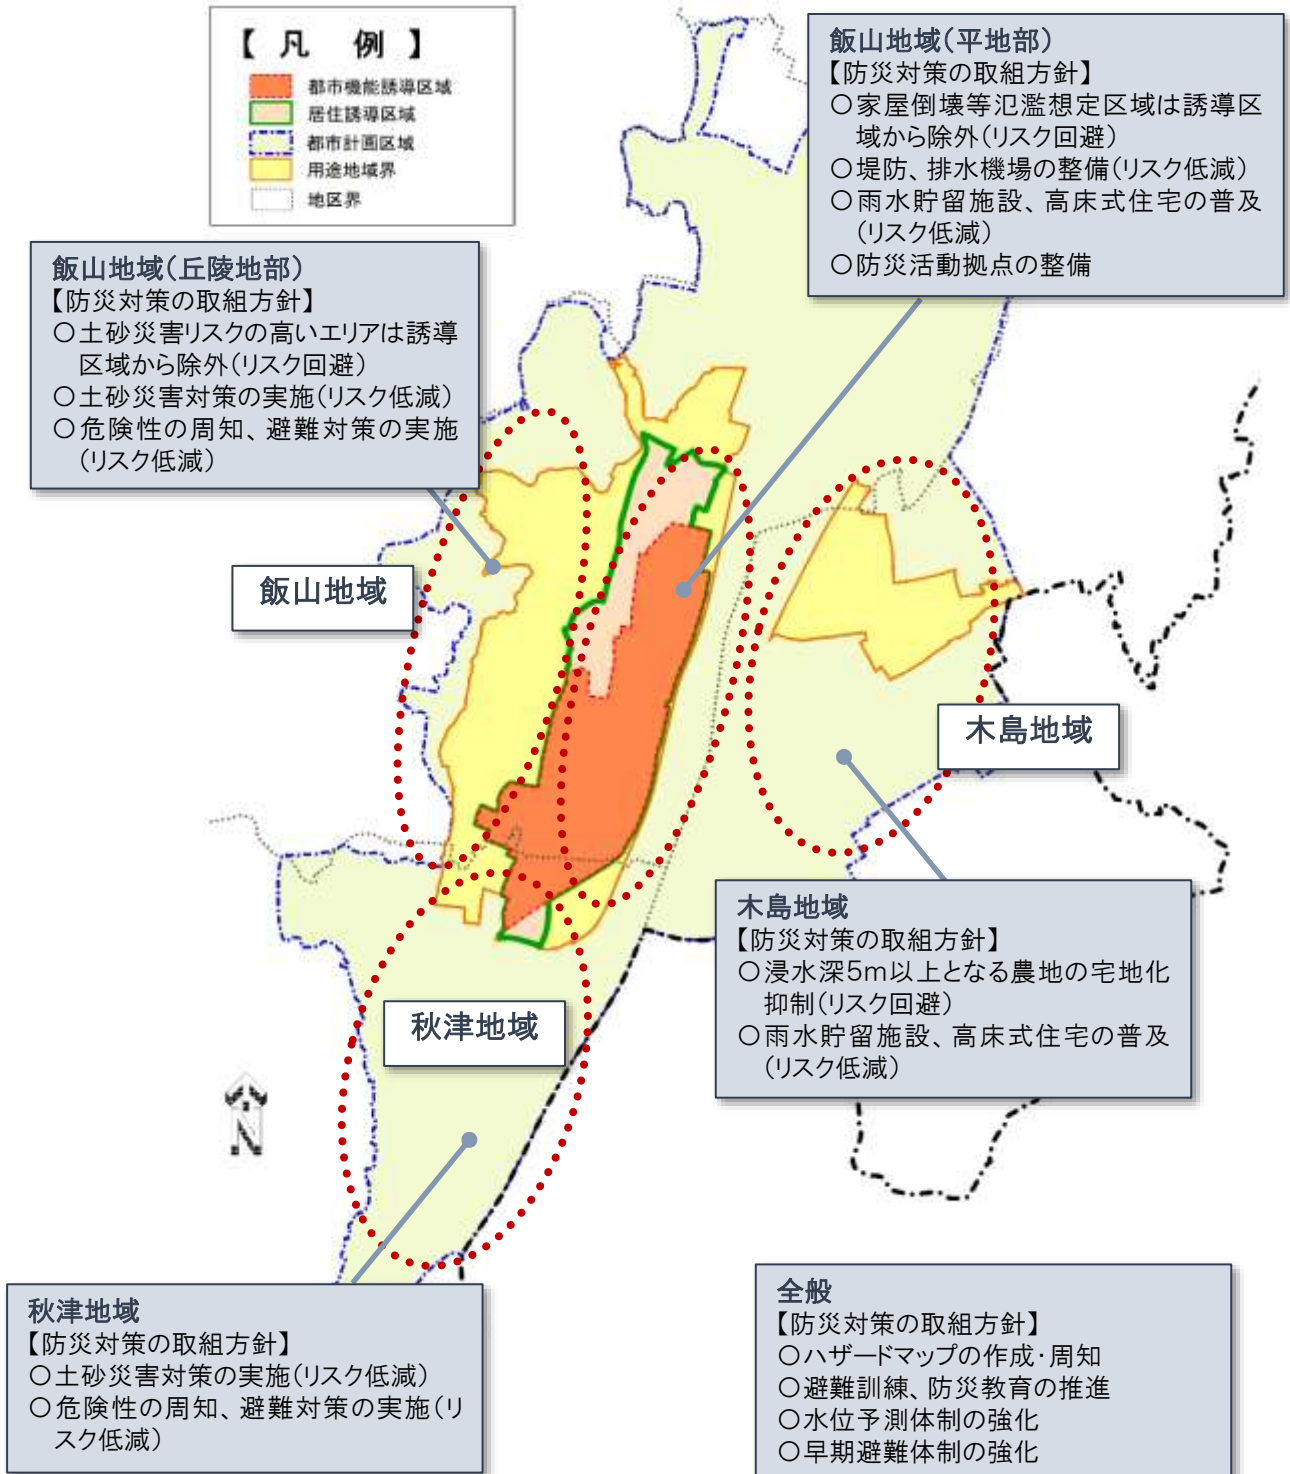 【 凡 例 】
都市機能誘導区域
居住誘導区域
都市計画区域
用途地域界
地区界
飯山地域(平地部)
【防災対策の取組方針】
○家屋倒壊等氾濫想定区域は誘導区
域から除外(リスク回避)
○堤防、排水機場の整備(リスク低減)
○雨水貯留施設、高床式住宅の普及
(リスク低減)
○防災活動拠点の整備
飯山地域(丘陵地部)
【防災対策の取組方針】
○土砂災害リスクの高いエリアは誘導
区域から除外(リスク回避)
○土砂災害対策の実施(リスク低減)
○危険性の周知、避難対策の実施
(リスク低減)
飯山地域
木島地域
木島地域
【防災対策の取組方針】
○浸水深5m以上となる農地の宅地化
抑制(リスク回避)
○雨水貯留施設、高床式住宅の普及
(リスク低減)
秋津地域
N
秋津地域
【防災対策の取組方針】
○土砂災害対策の実施(リスク低減)
○危険性の周知、避難対策の実施(リ
スク低減)
全般
【防災対策の取組方針】
○ハザードマップの作成・周知
○避難訓練、防災教育の推進
○水位予測体制の強化
○早期避難体制の強化